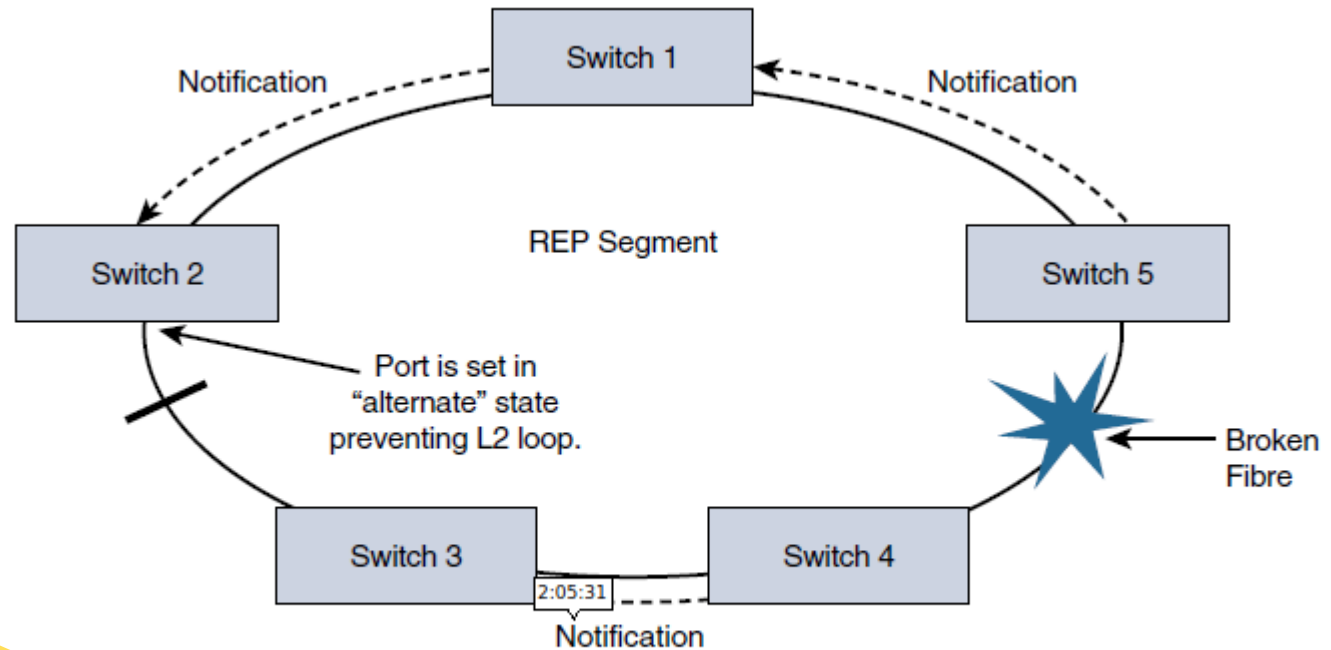 Switch 1
Notification
Notification
Switch 2
REP Segment
Switch 5
Port is set in
“alternate” state
preventing L2 loop.
Broken
Fibre
Switch 3
Switch 4
2:05:31
Notification